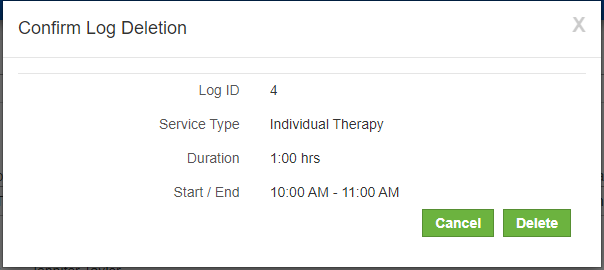 Confirm Log Deletion X
Log ID 4
Service Type Individual Therapy
Duration 1:00 hrs
Start / End 10:00 AM - 11:00 AM
Cancel Delete